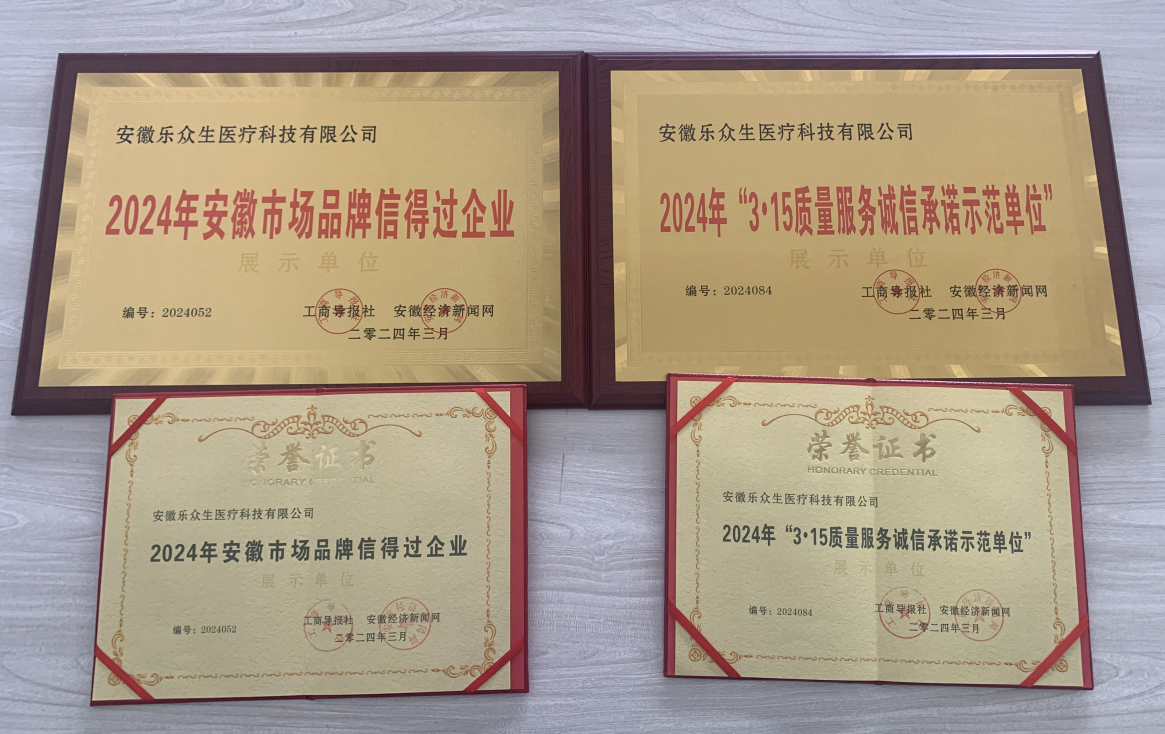 安徽乐众生医疗科技有限公司
2024年安徽市场品牌信得过企业
展示单位
编号：2024052
工商导报社 安徽经济新闻网
二零二四年三月
安徽乐众生医疗科技有限公司
2024年“3·15质量服务诚信承诺示范单位”
展示单位
编号：2024084
工商导报社 安徽经济新闻网
二零二四年三月
荣誉证书
HONORARY CREDENTIAL
安徽乐众生医疗科技有限公司
2024年安徽市场品牌信得过企业
展示单位
编号：2024052
工商导报社 安徽经济新闻网
二零二四年三月
荣誉证书
HONORARY CREDENTIAL
安徽乐众生医疗科技有限公司
2024年“3·15质量服务诚信承诺示范单位”
展示单位
编号：2024084
工商导报社 安徽经济新闻网
二零二四年三月